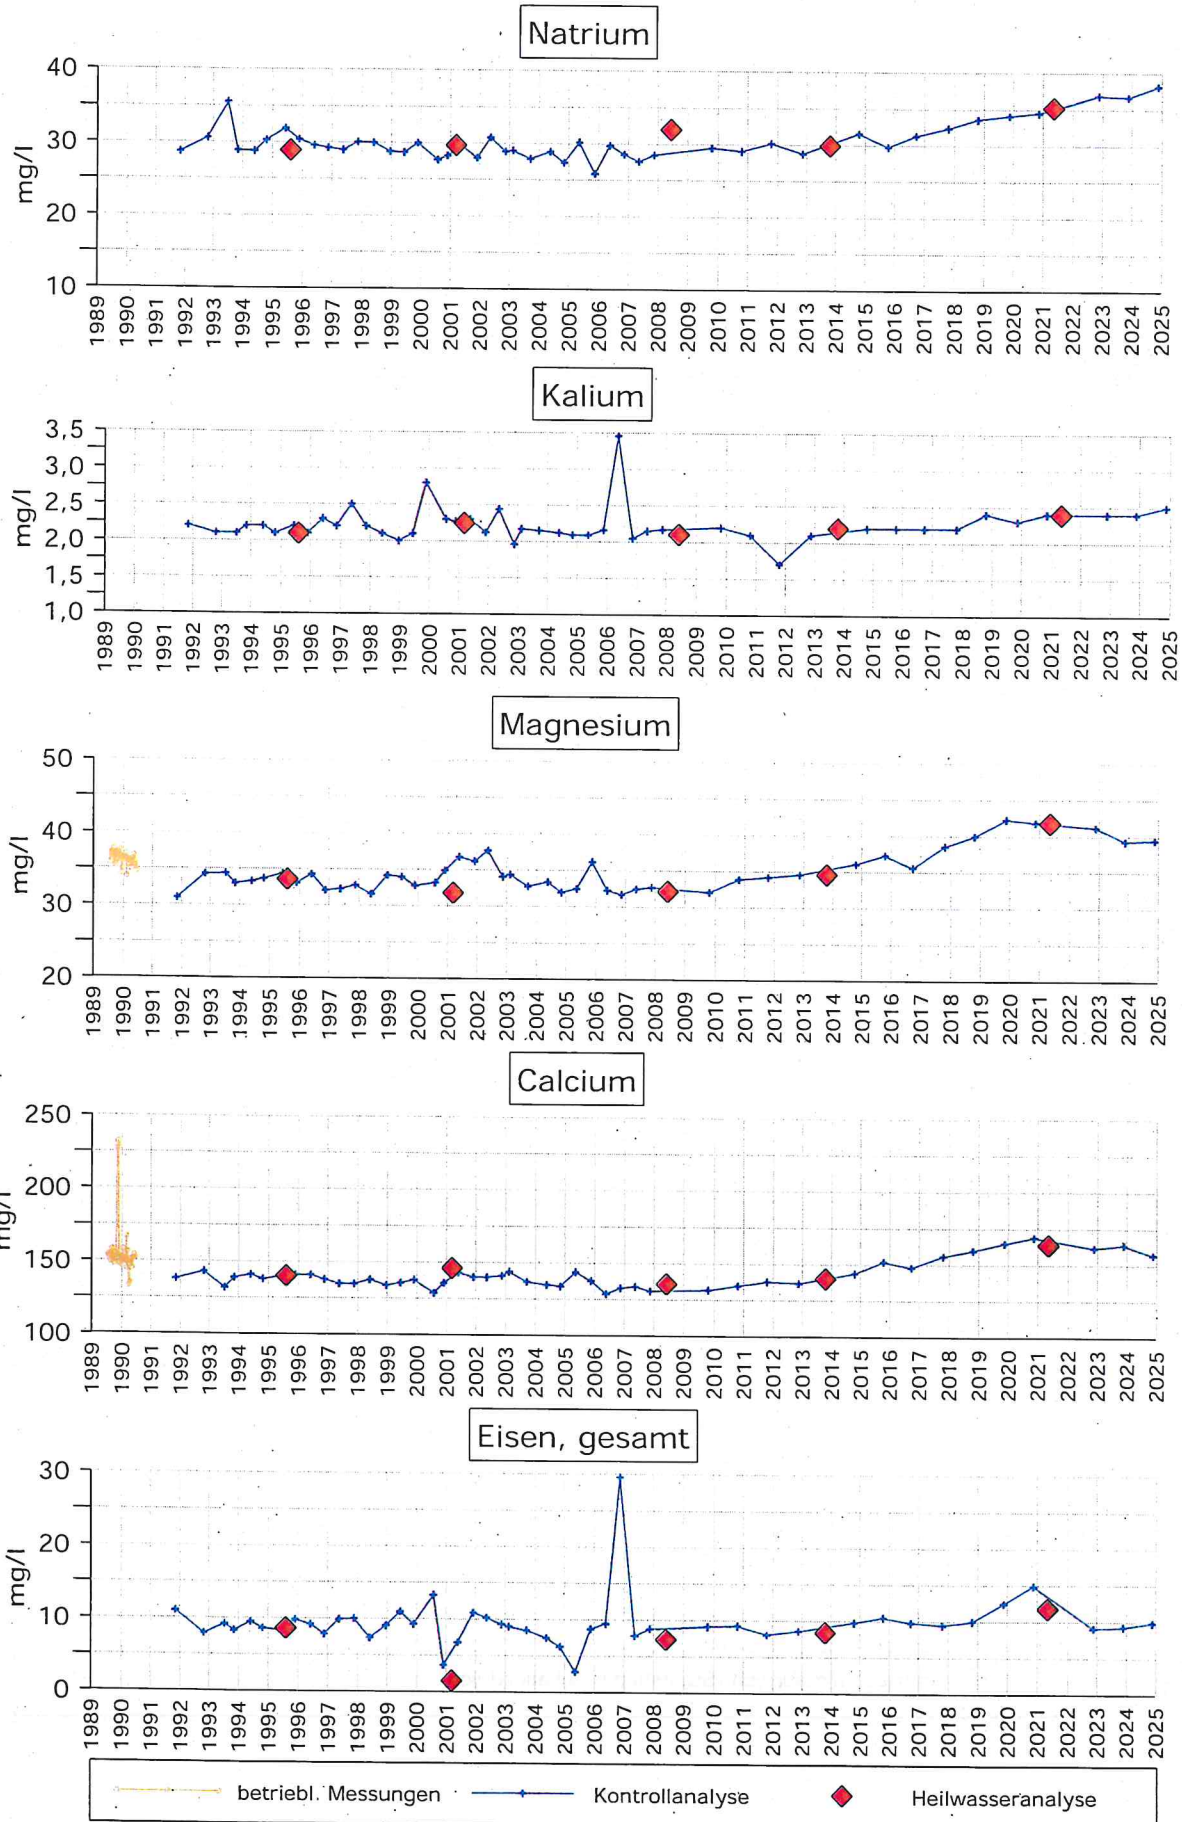 Natrium
40
30
20
10
mg/l
1989 1990 1991 1992 1993 1994 1995 1996 1997 1998 1999 2000 2001 2002 2003 2004 2005 2006 2007 2008 2009 2010 2011 2012 2013 2014 2015 2016 2017 2018 2019 2020 2021 2022 2023 2024 2025
Kalium
3,5
3,0
2,5
2,0
1,5
1,0
mg/l
1989 1990 1991 1992 1993 1994 1995 1996 1997 1998 1999 2000 2001 2002 2003 2004 2005 2006 2007 2008 2009 2010 2011 2012 2013 2014 2015 2016 2017 2018 2019 2020 2021 2022 2023 2024 2025
Magnesium
50
40
30
20
mg/l
1989 1990 1991 1992 1993 1994 1995 1996 1997 1998 1999 2000 2001 2002 2003 2004 2005 2006 2007 2008 2009 2010 2011 2012 2013 2014 2015 2016 2017 2018 2019 2020 2021 2022 2023 2024 2025
Calcium
250
200
150
100
mg/l
1989 1990 1991 1992 1993 1994 1995 1996 1997 1998 1999 2000 2001 2002 2003 2004 2005 2006 2007 2008 2009 2010 2011 2012 2013 2014 2015 2016 2017 2018 2019 2020 2021 2022 2023 2024 2025
Eisen, gesamt
30
20
10
0
mg/l
1989 1990 1991 1992 1993 1994 1995 1996 1997 1998 1999 2000 2001 2002 2003 2004 2005 2006 2007 2008 2009 2010 2011 2012 2013 2014 2015 2016 2017 2018 2019 2020 2021 2022 2023 2024 2025
betriebl. Messungen Kontrollanalyse Heilwasseranalyse